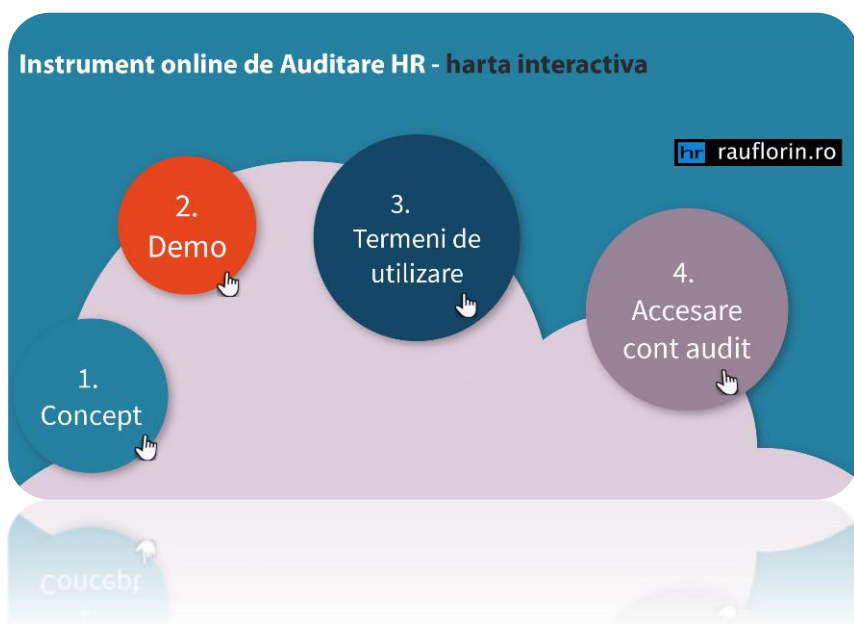 Instrument online de Auditare HR - harta interactiva
hr rauflorin.ro
2.
Demo
3.
Termeni de
utilizare
4.
Accesare
cont audit
1.
Concept